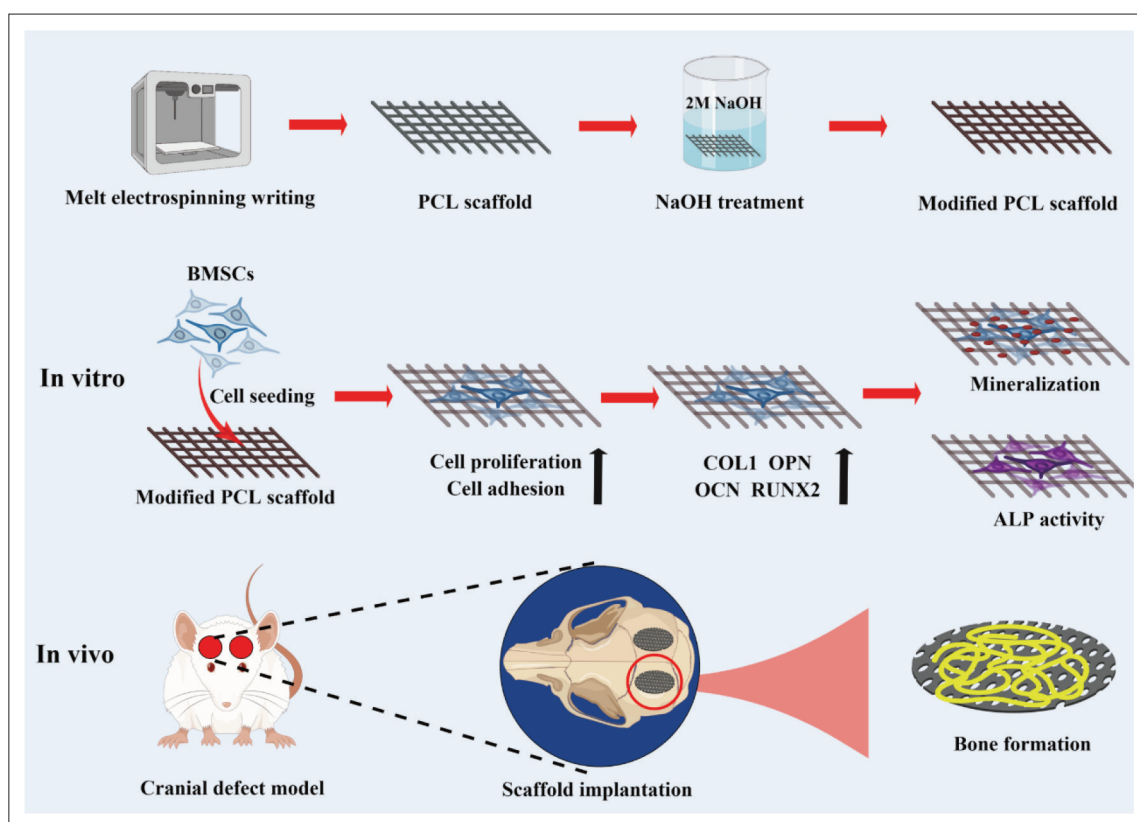 2M NaOH
Melt electrospinning writing
PCL scaffold
NaOH treatment
Modified PCL scaffold
BMSCs
In vitro
Cell seeding
Modified PCL scaffold
Cell proliferation
Cell adhesion
COL1 OPN
OCN RUNX2
Mineralization
ALP activity
In vivo
Cranial defect model
Scaffold implantation
Bone formation